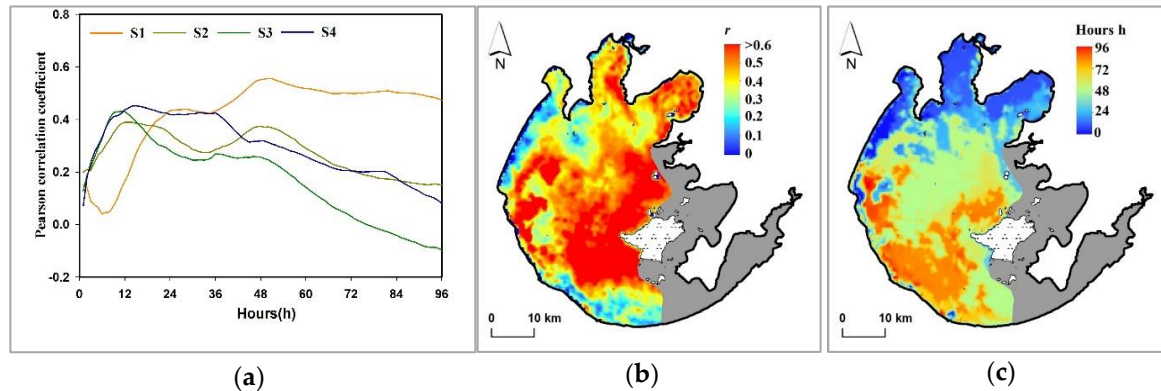 0.8
0.6
0.4
0.2
0.0
-0.2
Pearson correlation coefficient
S1 S2 S3 S4
0 12 24 36 48 60 72 84 96
Hours(h)
(a)
N
r
>0.6
0.5
0.4
0.3
0.2
0.1
0
0 10 km
(b)
N
Hours h
96
72
48
24
0
0 10 km
(c)